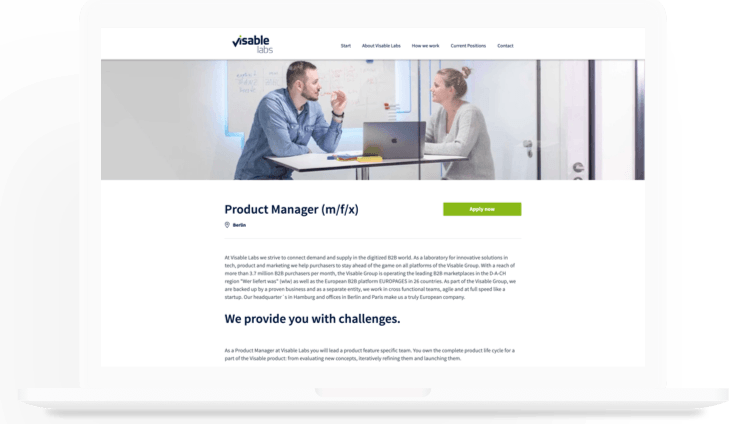 visable
labs
Start About Visable Labs How we work Current Positions Contact
Product Manager (m/f/x)
Apply now
Berlin
At Visable Labs we strive to connect demand and supply in the digitized B2B world. As a laboratory for innovative solutions in
tech, product and marketing we help purchasers to stay ahead of the game on all platforms of the Visable Group. With a reach of
more than 3.7 million B2B purchasers per month, the Visable Group is operating the leading B2B marketplaces in the D-A-CH
region "Wer liefert was" (wlw) as well as the European B2B platform EUROPAGES in 26 countries. As part of the Visable Group, we
are backed up by a proven business and as a separate entity, we work in cross functional teams, agile and at full speed like a
startup. Our headquarter´s in Hamburg and offices in Berlin and Paris make us a truly European company.
We provide you with challenges.
As a Product Manager at Visable Labs you will lead a product feature specific team. You own the complete product life cycle for a
part of the Visable product: from evaluating new concepts, iteratively refining them and launching them.